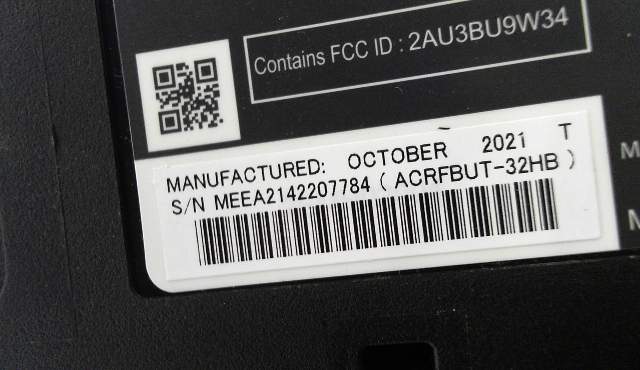 Contains FCC ID : 2AU3BU9W34
MANUFACTURED: OCTOBER 2021 T
S/N MEEA2142207784 ( ACRFBUT-32HB )